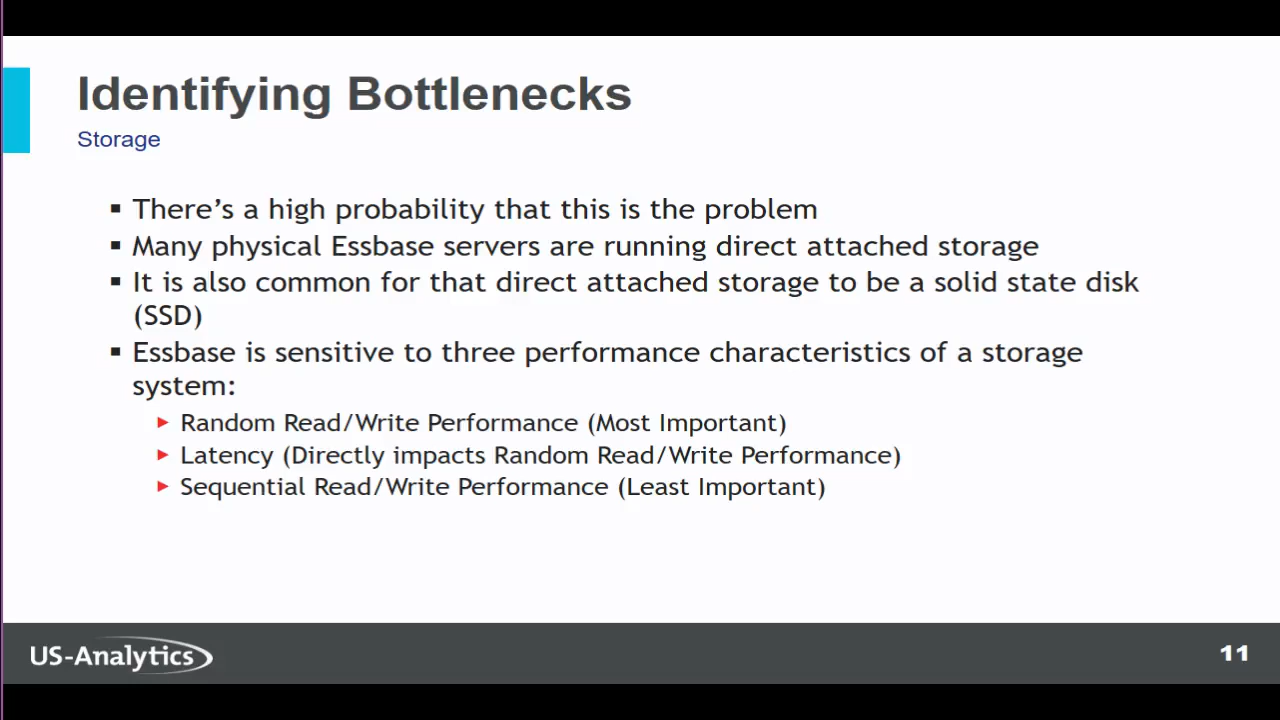 Identifying Bottlenecks
Storage
▪ There's a high probability that this is the problem
▪ Many physical Essbase servers are running direct attached storage
▪ It is also common for that direct attached storage to be a solid state disk
(SSD)
▪ Essbase is sensitive to three performance characteristics of a storage
system:
▸ Random Read/Write Performance (Most Important)
▸ Latency (Directly impacts Random Read/Write Performance)
▸ Sequential Read/Write Performance (Least Important)
US-Analytics
11